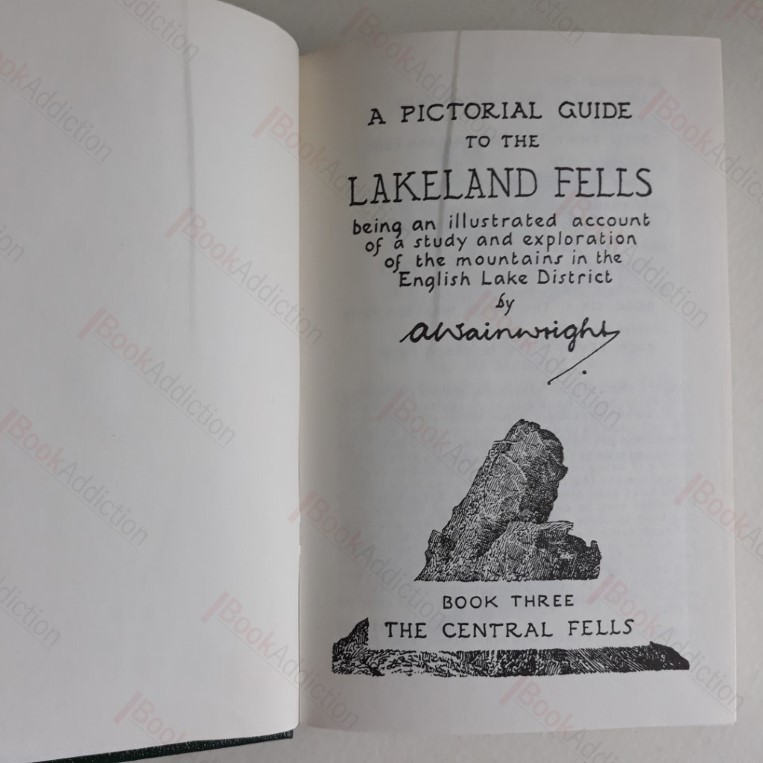 A PICTORIAL GUIDE
TO THE
LAKELAND FELLS
being an illustrated account
of a study and exploration
of the mountains in the
English Lake District
by
AWainwright
BOOK THREE
THE CENTRAL FELLS
BookAddiction